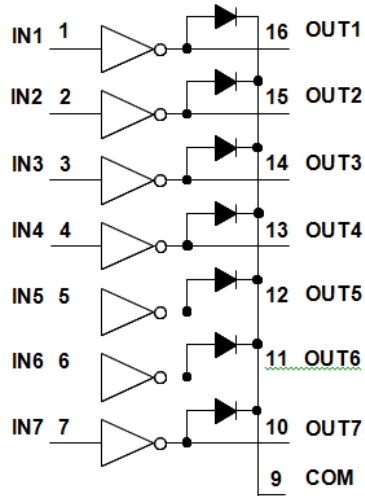 IN1 1 16 OUT1
IN2 2 15 OUT2
IN3 3 14 OUT3
IN4 4 13 OUT4
IN5 5 12 OUT5
IN6 6 11 OUT6
IN7 7 10 OUT7
9 COM